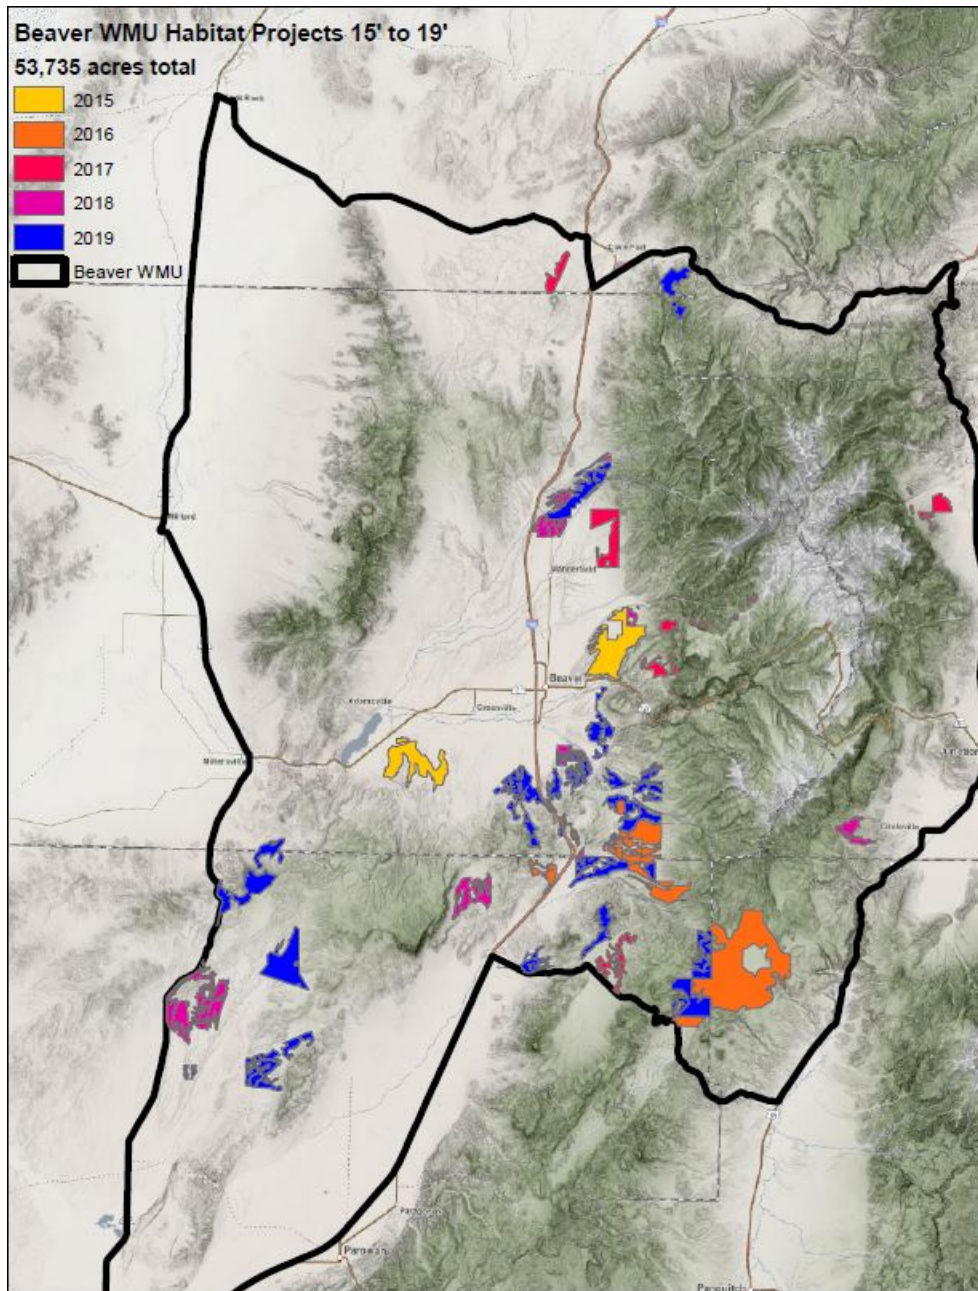 Beaver WMU Habitat Projects 15' to 19'
53,735 acres total
2015
2016
2017
2018
2019
Beaver WMU
Milford
Manderfield
Beaver
Adamsville
Greenville
Minersville
Circleville
Parowan
Panguitch